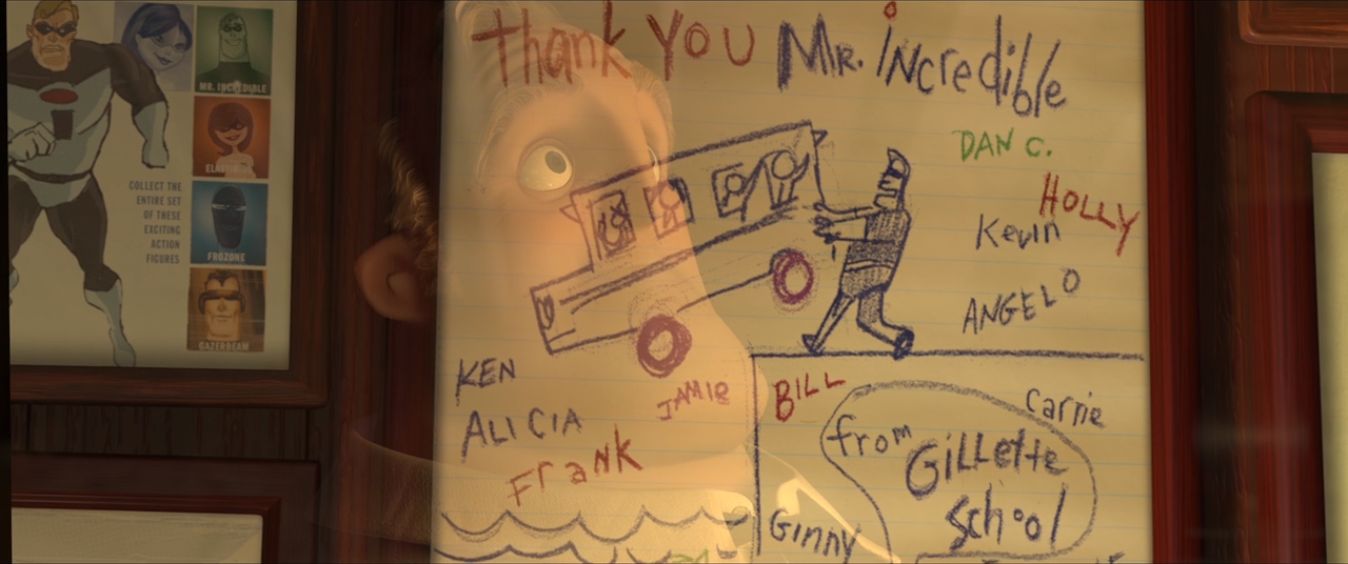 MR. INCREDIBLE
COLLECT THE
ENTIRE SET
OF THESE
EXCITING
ACTION
FIGURES
FROZONE
GAZERBEAM
Thank You Mr. Incredible
DAN C.
HOLLY
Kevin
ANGELO
KEN
ALICIA
FraNK
JAMIE
BILL
Carrie
from
GiLLette
School
Ginny